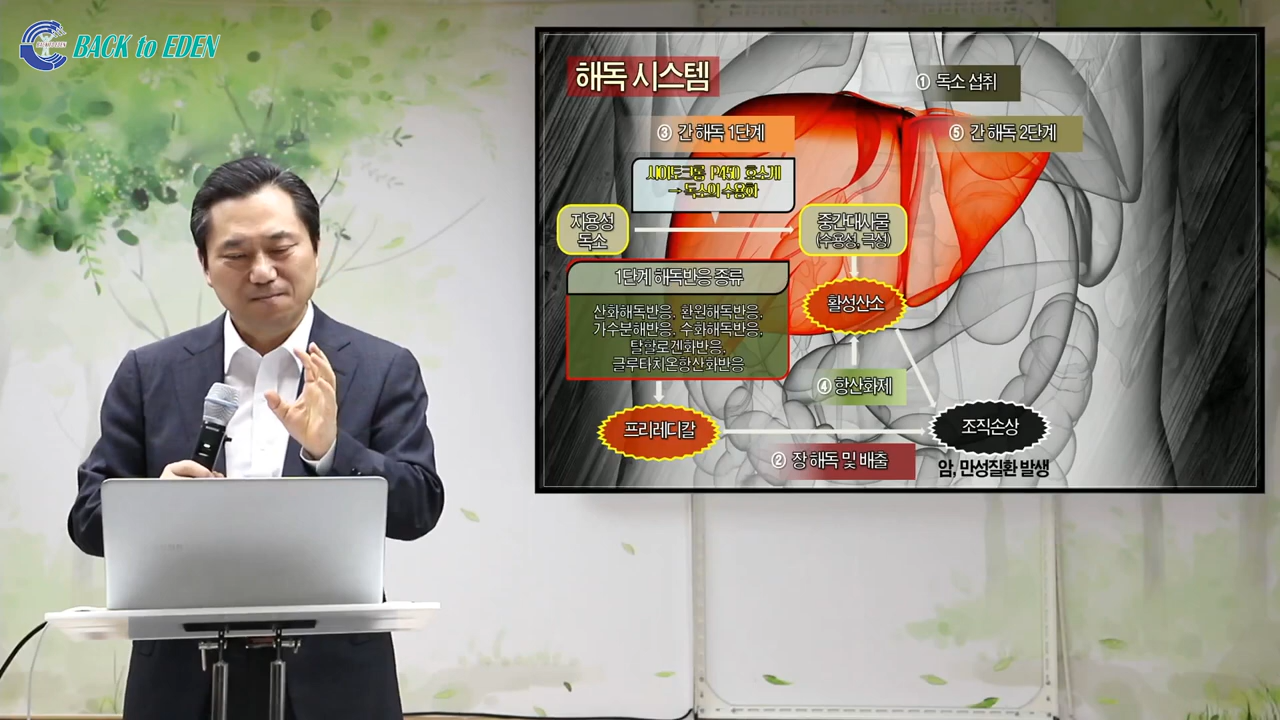 BACK to EDEN
해독 시스템
① 독소 섭취
③ 간 해독 1단계
⑤ 간 해독 2단계
사이토크롬 P450 효소계
→ 독소의 수용화
지용성
독소
중간대사물
(수용성, 극성)
1단계 해독반응 종류
산화해독반응, 환원해독반응,
가수분해반응, 수화해독반응,
탈할로겐화반응,
글루타치온항산화반응
활성산소
④ 항산화제
프리레디칼
조직손상
② 장 해독 및 배출
암, 만성질환 발생